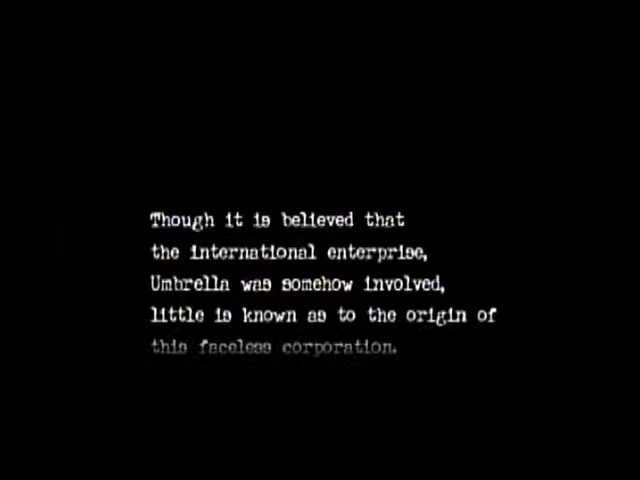 Though it is believed that
the international enterprise,
Umbrella was somehow involved,
little is known as to the origin of
this faceless corporation.